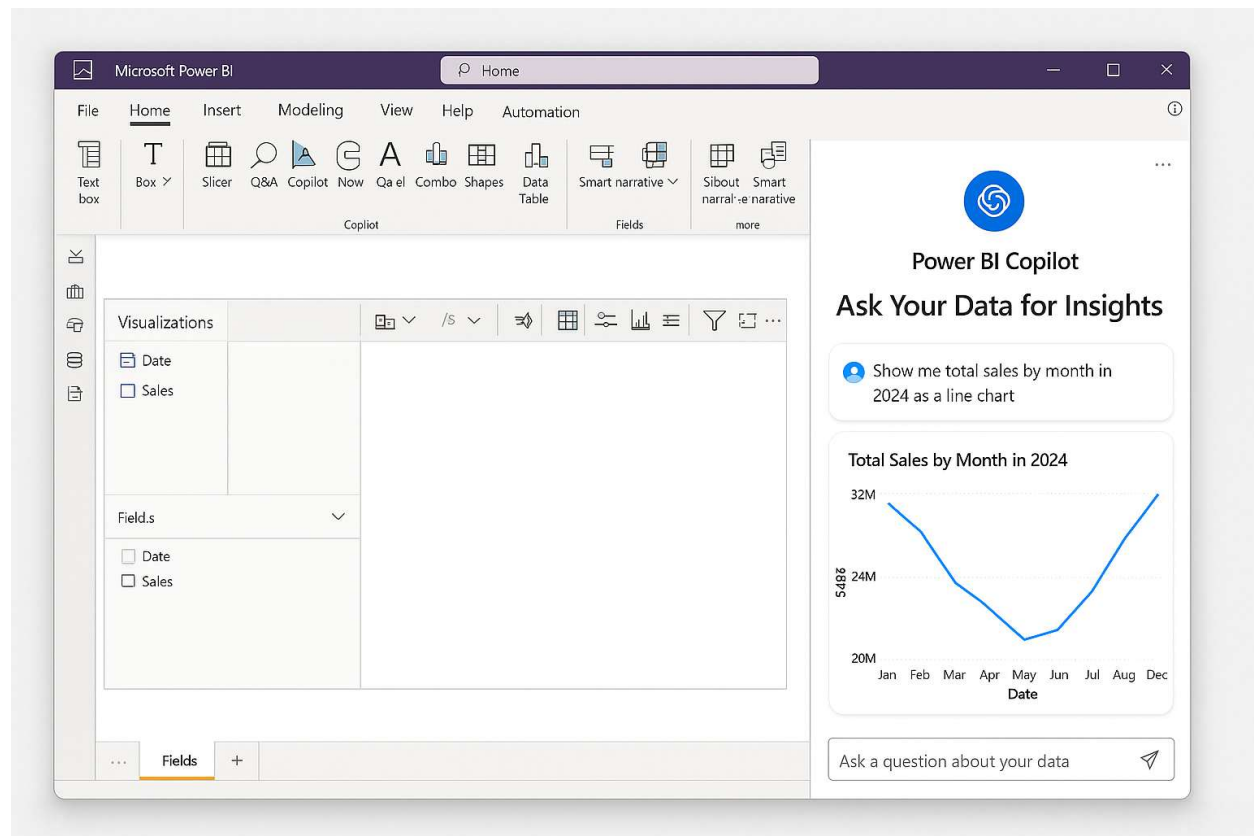 Microsoft Power BI
Home
File Home Insert Modeling View Help Automation
Text box
Box
Slicer
Q&A
Copilot
Now
Qa el
Combo
Shapes
Data Table
Smart narrative
Sibout
Smart narative
Copliot
Fields
more
Visualizations
/S
Date
Sales
Field.s
Date
Sales
... Fields +
Power BI Copilot
Ask Your Data for Insights
Show me total sales by month in
2024 as a line chart
Total Sales by Month in 2024
32M
24M
20M
Jan Feb Mar Apr May Jun Jul Aug Dec
Date
Ask a question about your data